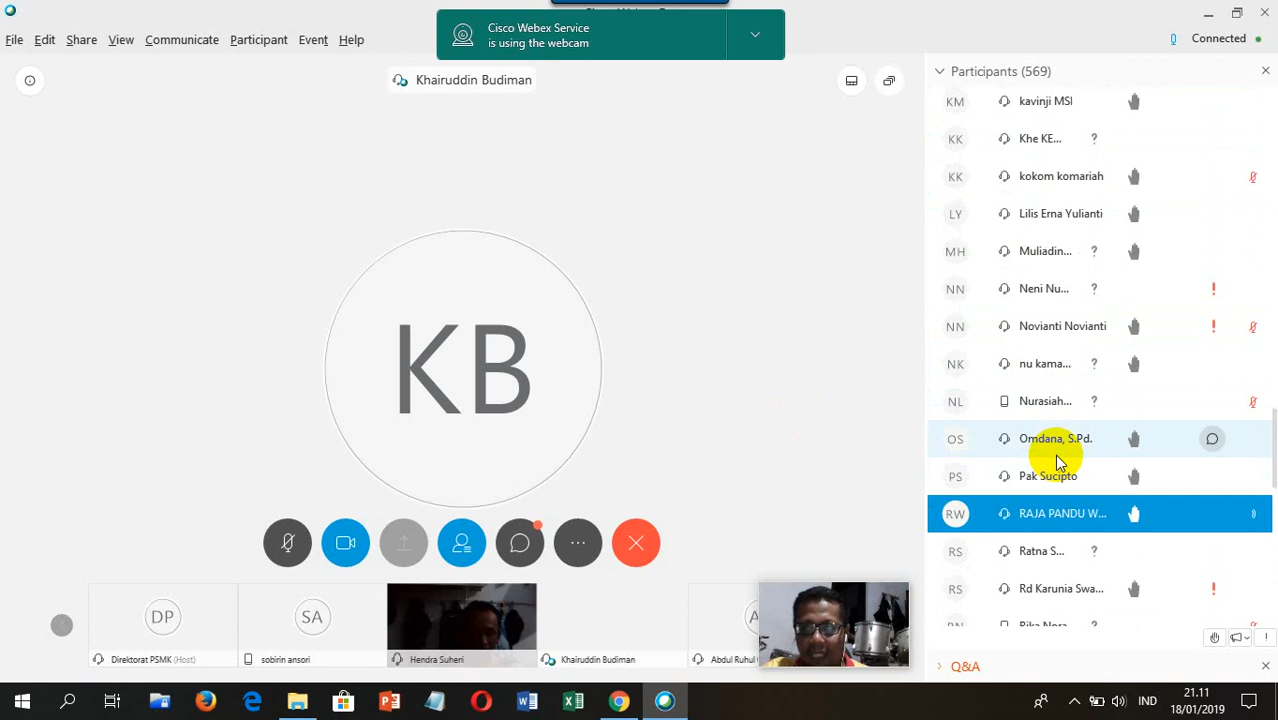 Cisco Webex Service
is using the webcam
File Edit Share View Communicate Participant Event Help
Connected
Khairuddin Budiman
Participants (569)
KM kavinji MSI
KK Khe KE... ?
KK kokom komariah
LY Lilis Erna Yulianti
MH Muliadin... ?
NN Neni Nu... ? !
NN Novianti Novianti !
NK nu kama... ?
NL Nurasiah... ?
OS Omdana, S.Pd.
PS Pak Sucipto
RW RAJA PANDU W...
RS Ratna S... ?
RS Rd Karunia Swa... !
KB
DP
Direktorat PSMK (Host)
SA
sobirin ansori
Hendra Suheri
Khairuddin Budiman
Abdul Ruhul
Q&A
IND
21.11
18/01/2019